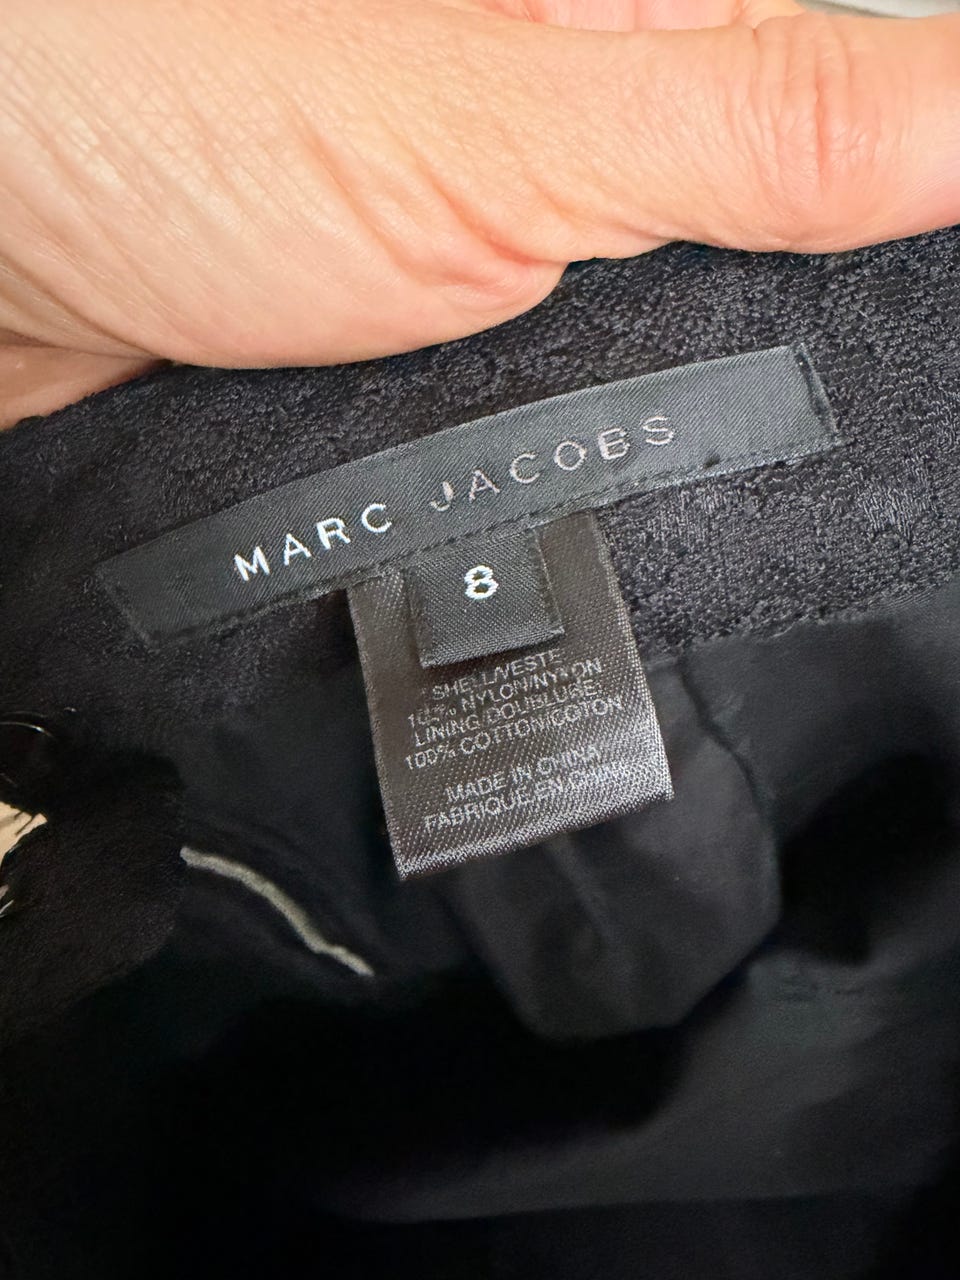 MARC JACOBS
8
SHELL/VESTE
100% NYLON/NYLON
LINING/DOUBLURE
100% COTTON/COTON
MADE IN CHINA
FABRIQUE EN CHINE